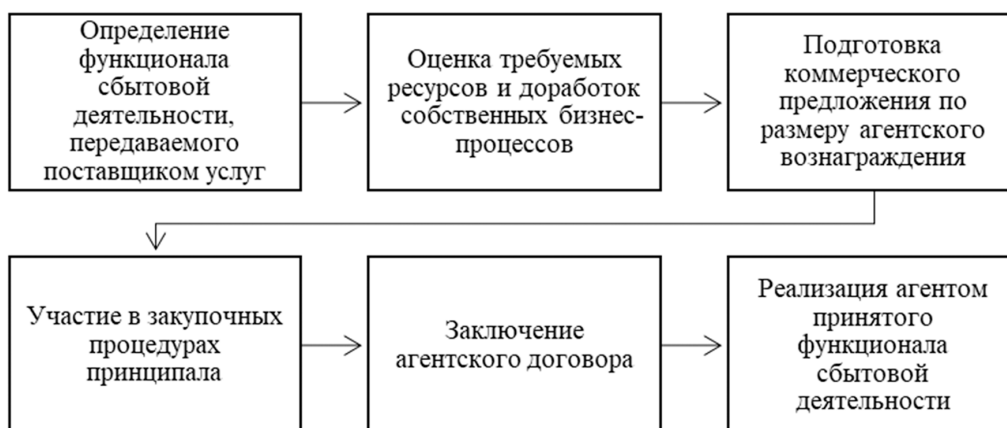 Определение
функционала
сбытовой
деятельности,
передаваемого
поставщиком услуг
Оценка требуемых
ресурсов и доработок
собственных бизнес-
процессов
Подготовка
коммерческого
предложения по
размеру агентского
вознаграждения
Участие в закупочных
процедурах
принципала
Заключение
агентского договора
Реализация агентом
принятого
функционала
сбытовой
деятельности